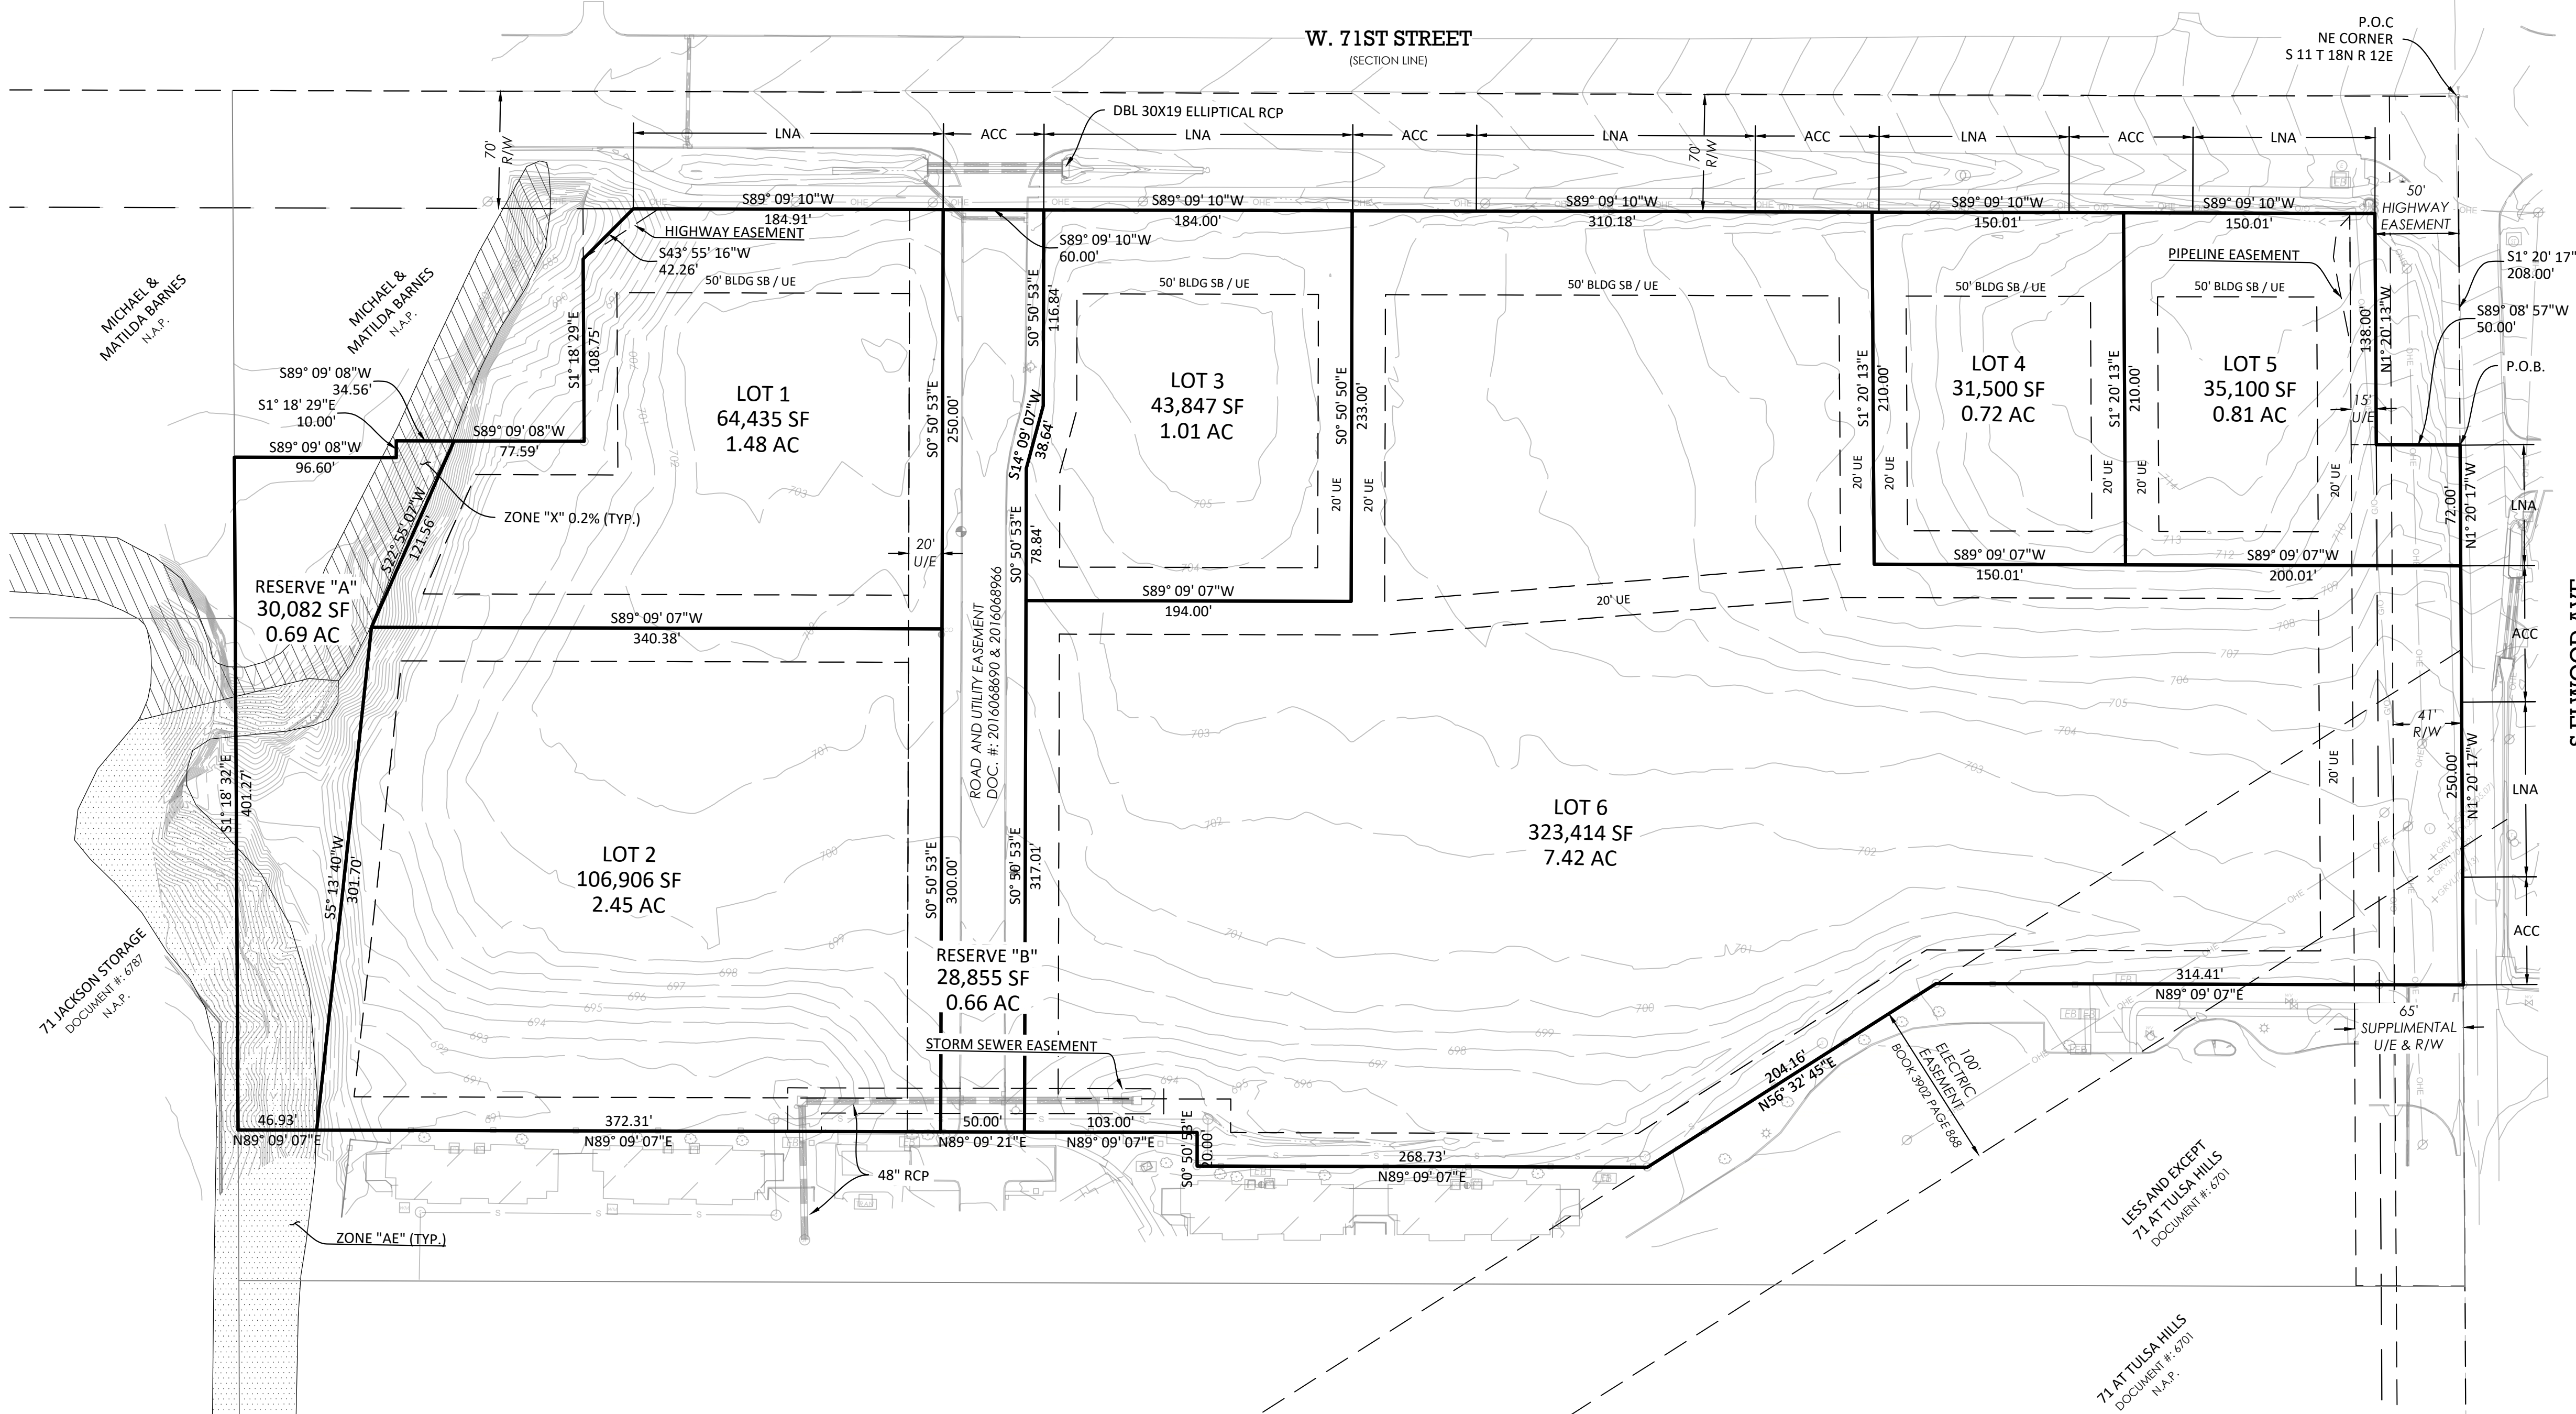 W. 71ST STREET
(SECTION LINE)
P.O.C
NE CORNER
S 11 T 18N R 12E
70'
R/W
LNA
ACC
LNA
ACC
LNA
ACC
LNA
ACC
LNA
DBL 30X19 ELLIPTICAL RCP
70'
R/W
50'
HIGHWAY
EASEMENT
S89° 09' 10"W
184.91'
S89° 09' 10"W
60.00'
S89° 09' 10"W
184.00'
S89° 09' 10"W
310.18'
S89° 09' 10"W
150.01'
S89° 09' 10"W
150.01'
HIGHWAY EASEMENT
S43° 55' 16"W
42.26'
PIPELINE EASEMENT
S1° 20' 17"
208.00'
S89° 08' 57"W
50.00'
P.O.B.
MICHAEL &
MATILDA BARNES
N.A.P.
MICHAEL &
MATILDA BARNES
N.A.P.
50' BLDG SB / UE
50' BLDG SB / UE
50' BLDG SB / UE
50' BLDG SB / UE
50' BLDG SB / UE
S1° 18' 29"E
108.75'
S89° 09' 08"W
34.56'
S1° 18' 29"E
10.00'
S89° 09' 08"W
96.60'
S89° 09' 08"W
77.59'
LOT 1
64,435 SF
1.48 AC
S0° 50' 53"E
250.00'
S0° 50' 53"E
116.84'
S14° 09' 07"W
38.64'
S0° 50' 53"E
78.84'
LOT 3
43,847 SF
1.01 AC
S0° 50' 50"E
233.00'
20' UE
20' UE
S1° 20' 13"E
210.00'
20' UE
20' UE
LOT 4
31,500 SF
0.72 AC
S1° 20' 13"E
210.00'
20' UE
20' UE
LOT 5
35,100 SF
0.81 AC
138.00'
N1° 20' 13"W
15'
U/E
20' UE
72.00'
N1° 20' 17"W
LNA
ACC
LNA
ACC
ZONE "X" 0.2% (TYP.)
S22° 55' 07"W
121.56'
20'
U/E
RESERVE "A"
30,082 SF
0.69 AC
S89° 09' 07"W
340.38'
S89° 09' 07"W
194.00'
S89° 09' 07"W
150.01'
S89° 09' 07"W
200.01'
20' UE
ROAD AND UTILITY EASEMENT
DOC. #: 2016068690 & 2016068966
41'
R/W
20' UE
250.00'
N1° 20' 17"W
S1° 18' 32"E
401.27'
S5° 13' 40"W
301.70'
LOT 2
106,906 SF
2.45 AC
S0° 50' 53"E
300.00'
S0° 50' 53"E
317.01'
LOT 6
323,414 SF
7.42 AC
71 JACKSON STORAGE
DOCUMENT #: 6787
N.A.P.
RESERVE "B"
28,855 SF
0.66 AC
STORM SEWER EASEMENT
314.41'
N89° 09' 07"E
65'
SUPPLIMENTAL
U/E & R/W
204.16'
N56° 32' 45"E
100'
ELECTRIC
EASEMENT
BOOK 3902 PAGE 868
46.93'
N89° 09' 07"E
372.31'
N89° 09' 07"E
50.00'
N89° 09' 21"E
103.00'
N89° 09' 07"E
S0° 50' 53"E
20.00'
268.73'
N89° 09' 07"E
48" RCP
ZONE "AE" (TYP.)
LESS AND EXCEPT
71 AT TULSA HILLS
DOCUMENT #: 6701
71 AT TULSA HILLS
DOCUMENT #: 6701
N.A.P.